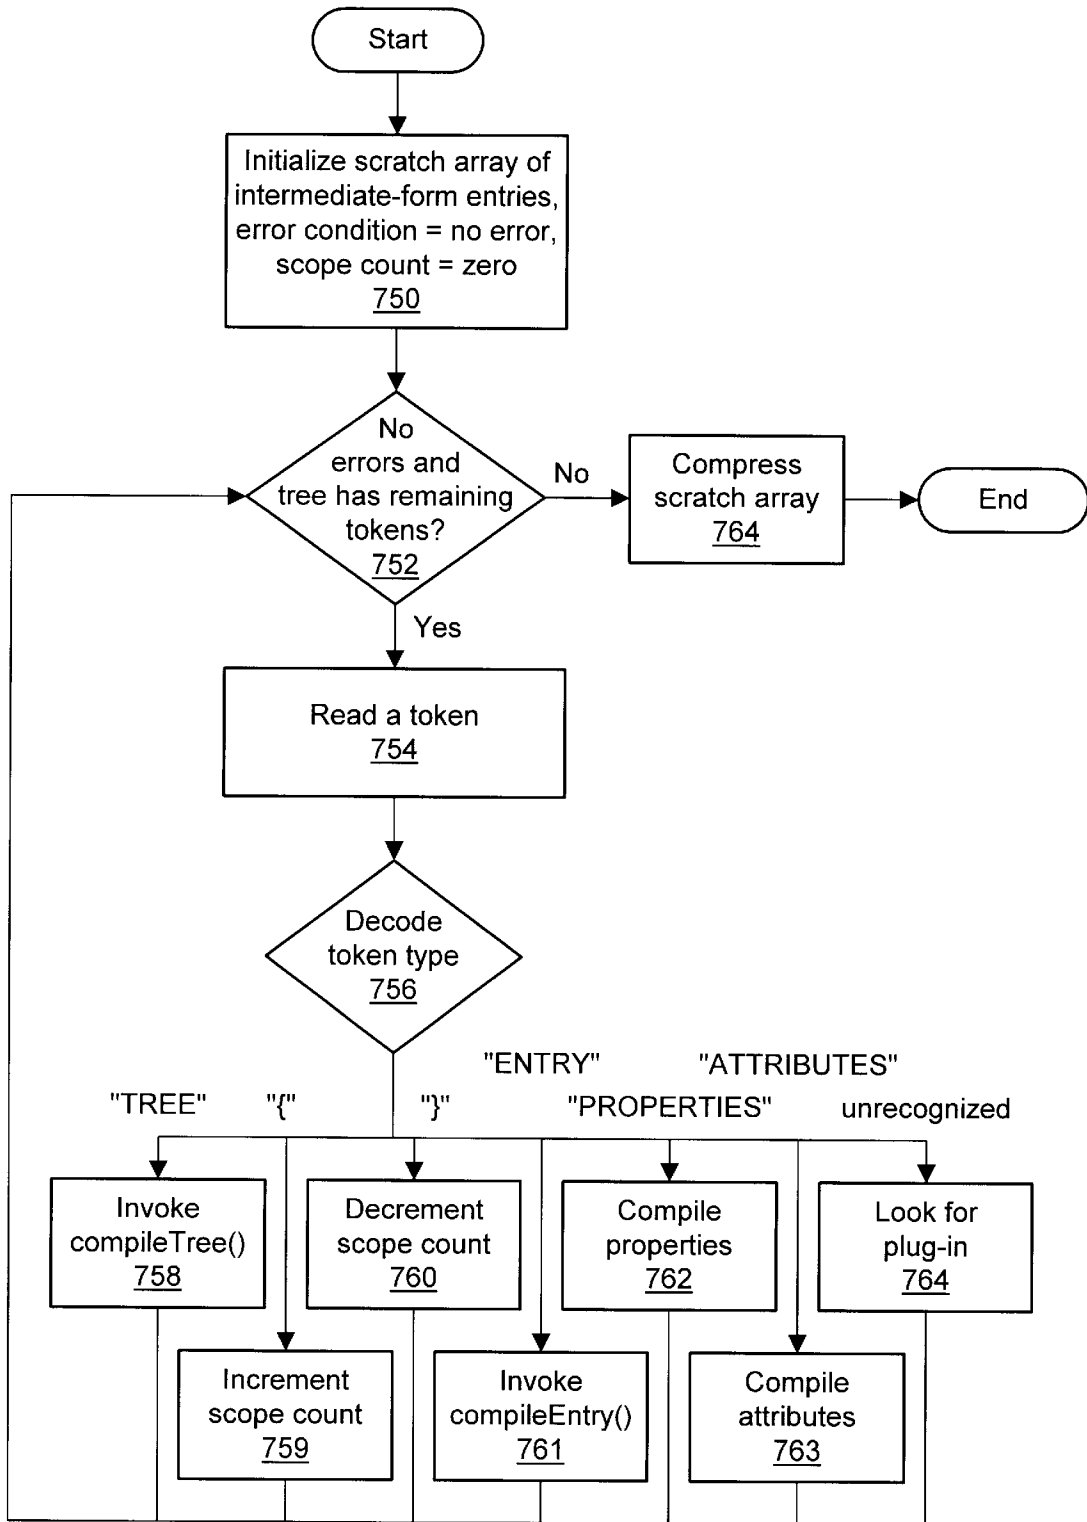 Start
Initialize scratch array of
intermediate-form entries,
error condition = no error,
scope count = zero
750
No
errors and
tree has remaining
tokens?
752
No
Compress
scratch array
764
End
Yes
Read a token
754
Decode
token type
756
"ENTRY"
"ATTRIBUTES"
"TREE"
"{"
"}"
"PROPERTIES"
unrecognized
Invoke
compileTree()
758
Decrement
scope count
760
Compile
properties
762
Look for
plug-in
764
Increment
scope count
759
Invoke
compileEntry()
761
Compile
attributes
763